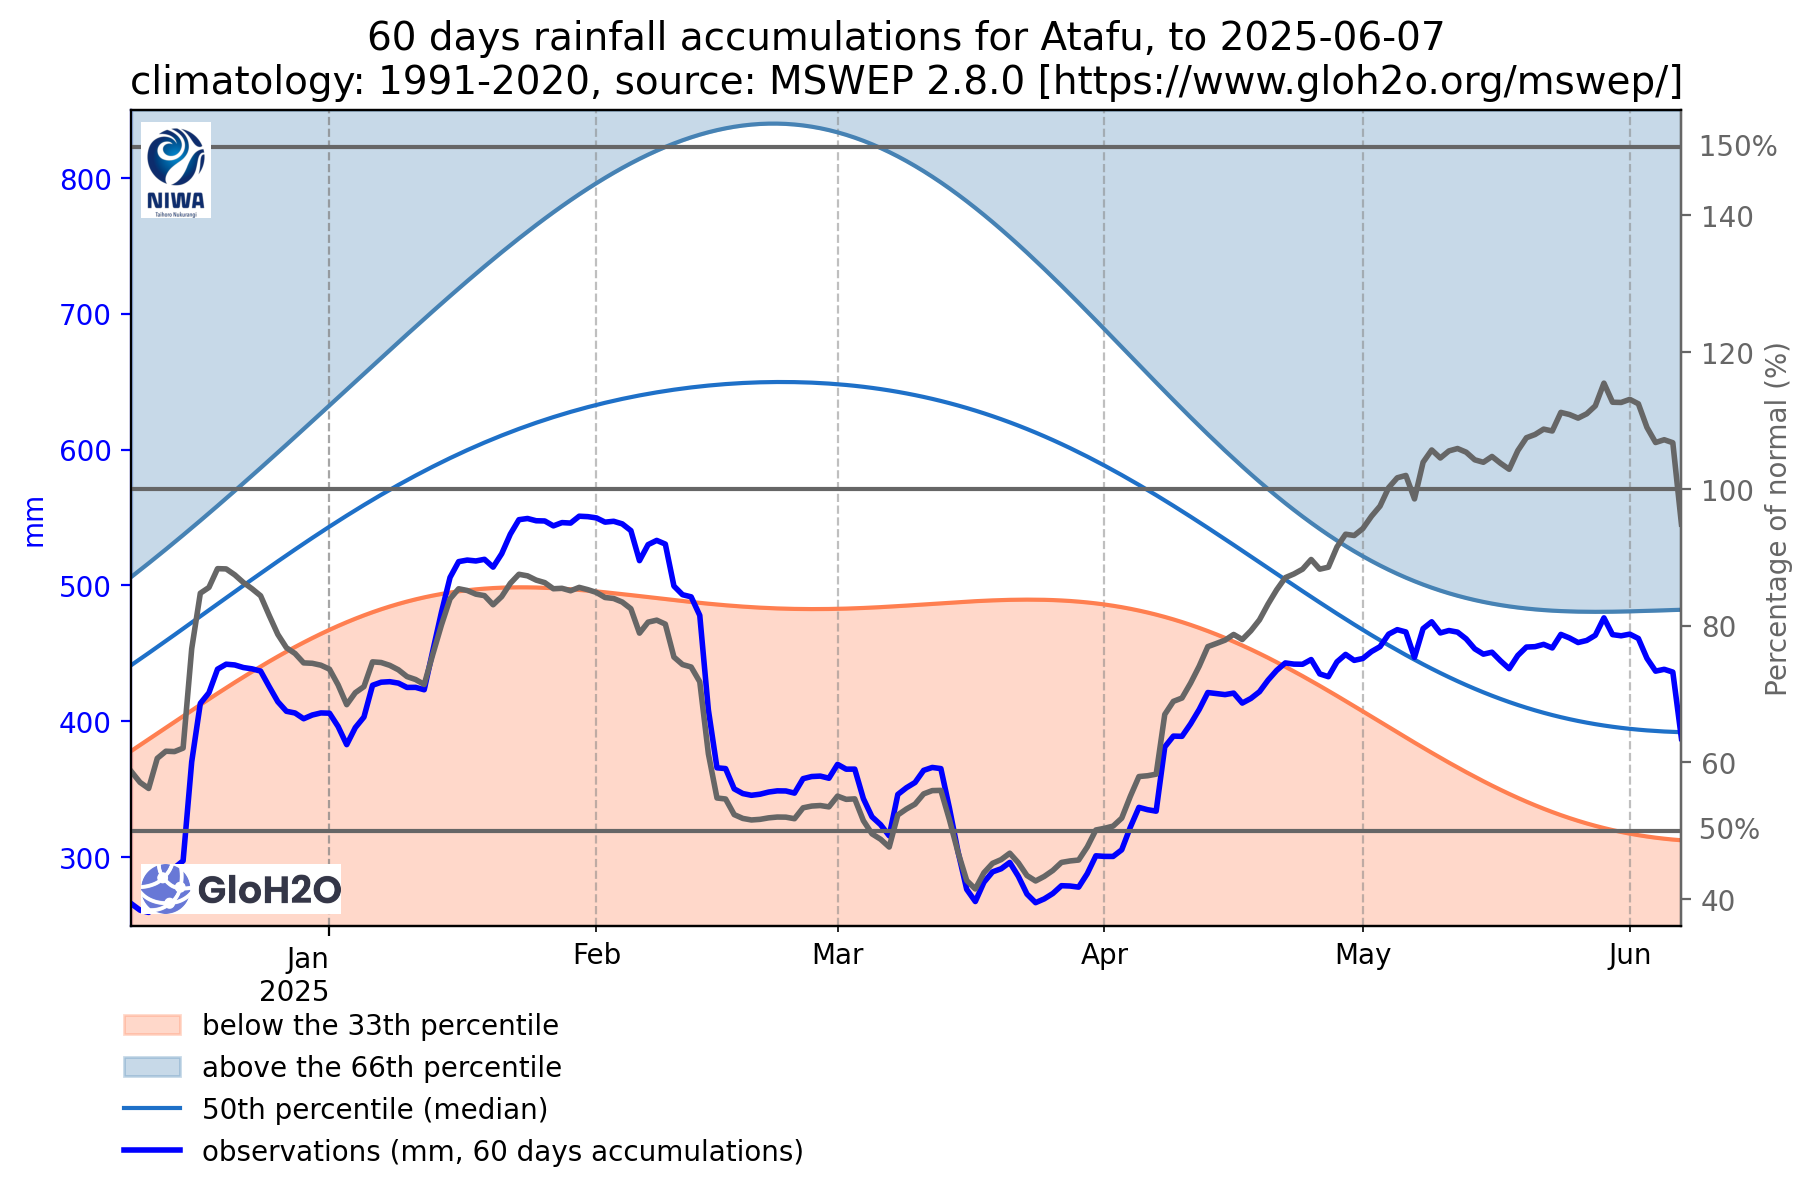 60 days rainfall accumulations for Atafu, to 2025-06-07
climatology: 1991-2020, source: MSWEP 2.8.0 [https://www.gloh2o.org/mswep/]
NIWA
Taihoro Nukurangi
800
700
600
500
400
300
mm
150%
140
120
100
80
60
50%
40
Percentage of normal (%)
GloH2O
Jan
2025
Feb
Mar
Apr
May
Jun
below the 33th percentile
above the 66th percentile
50th percentile (median)
observations (mm, 60 days accumulations)